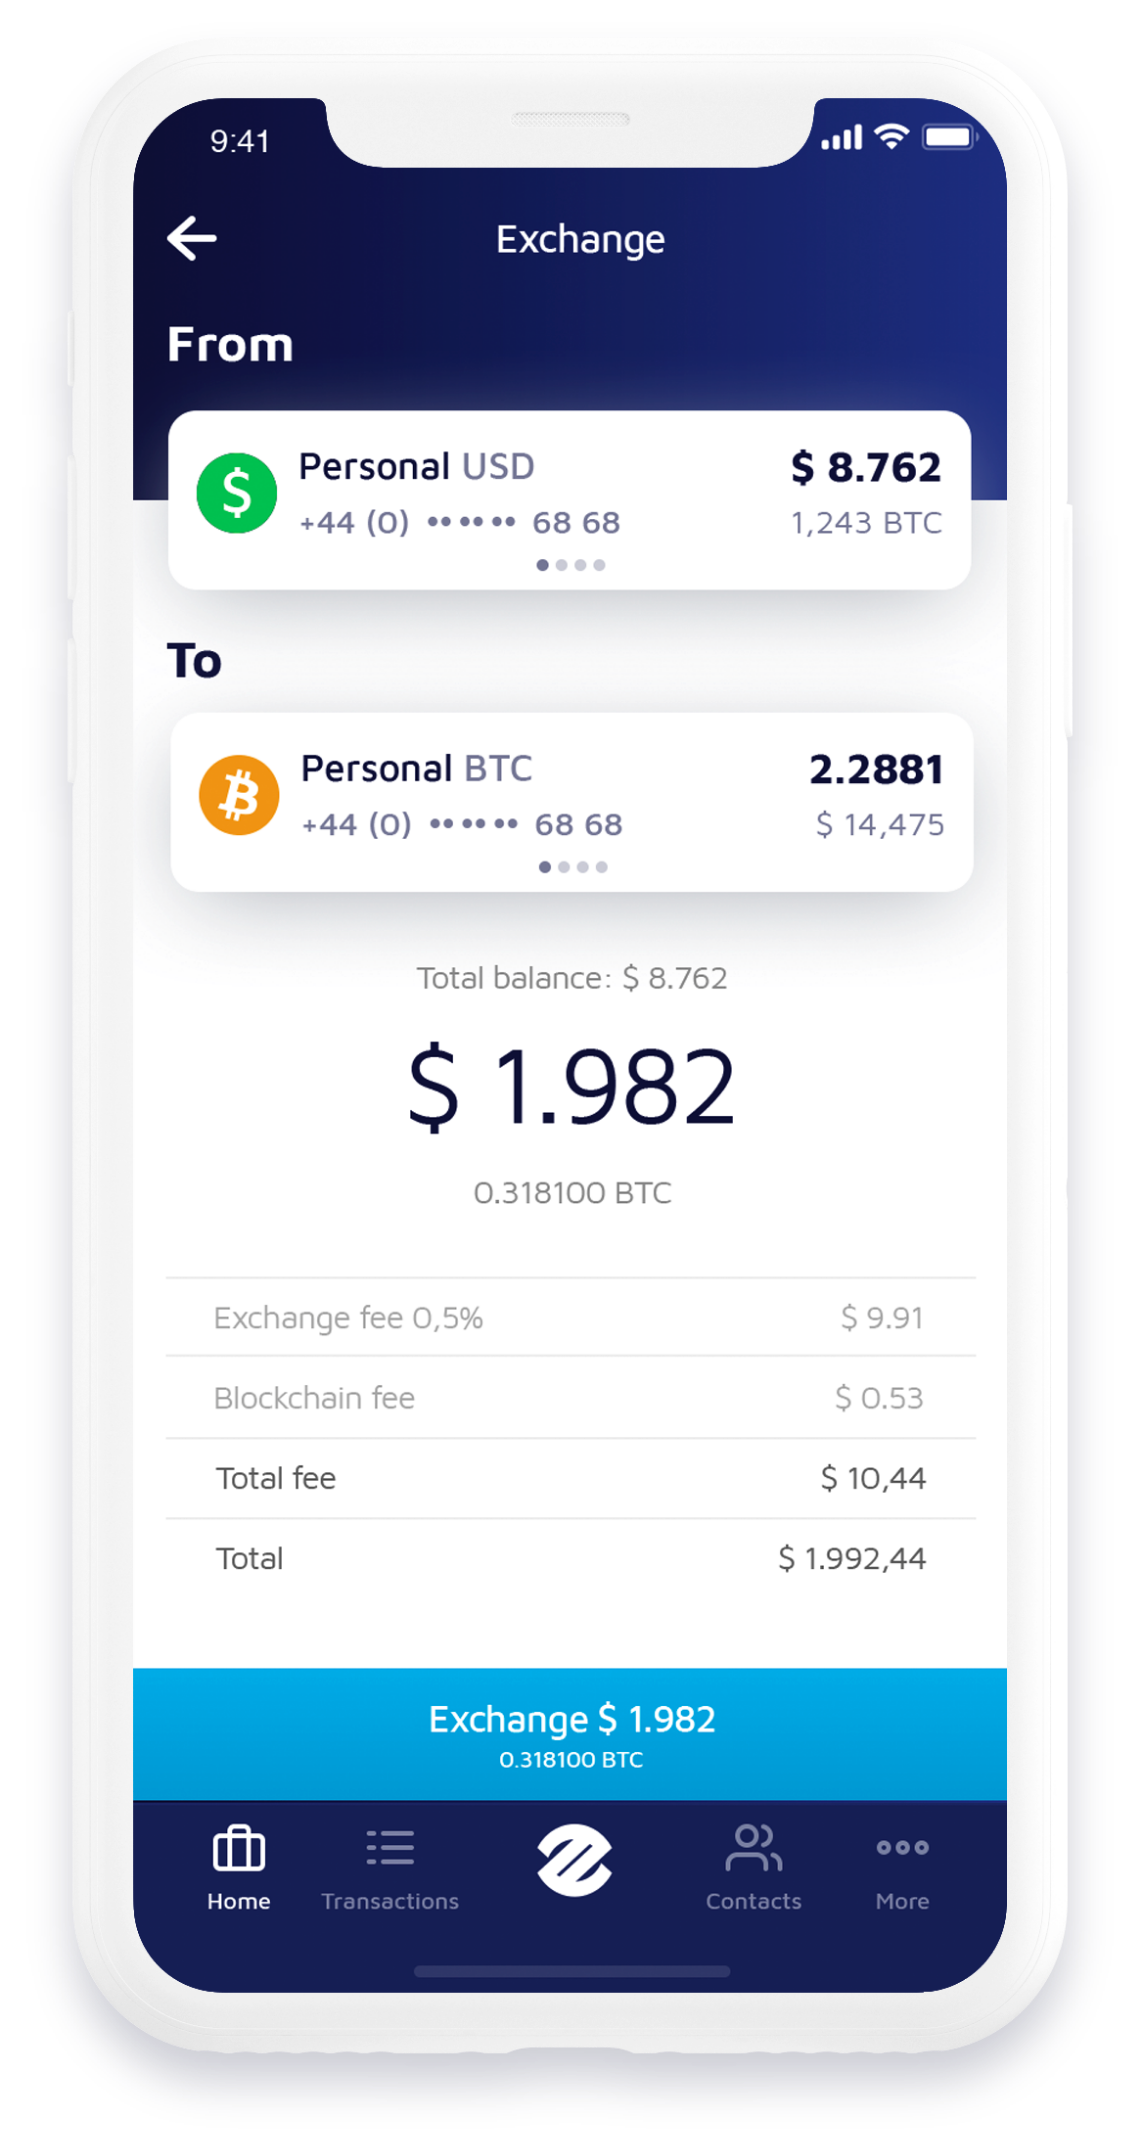 9:41
Exchange
From
Personal USD $ 8.762
+44 (0) •• •• •• 68 68 1,243 BTC
To
Personal BTC 2.2881
+44 (0) •• •• •• 68 68 $ 14,475
Total balance: $ 8.762
$ 1.982
0.318100 BTC
Exchange fee 0,5% $ 9.91
Blockchain fee $ 0.53
Total fee $ 10,44
Total $ 1.992,44
Exchange $ 1.982
0.318100 BTC
Home Transactions Contacts More